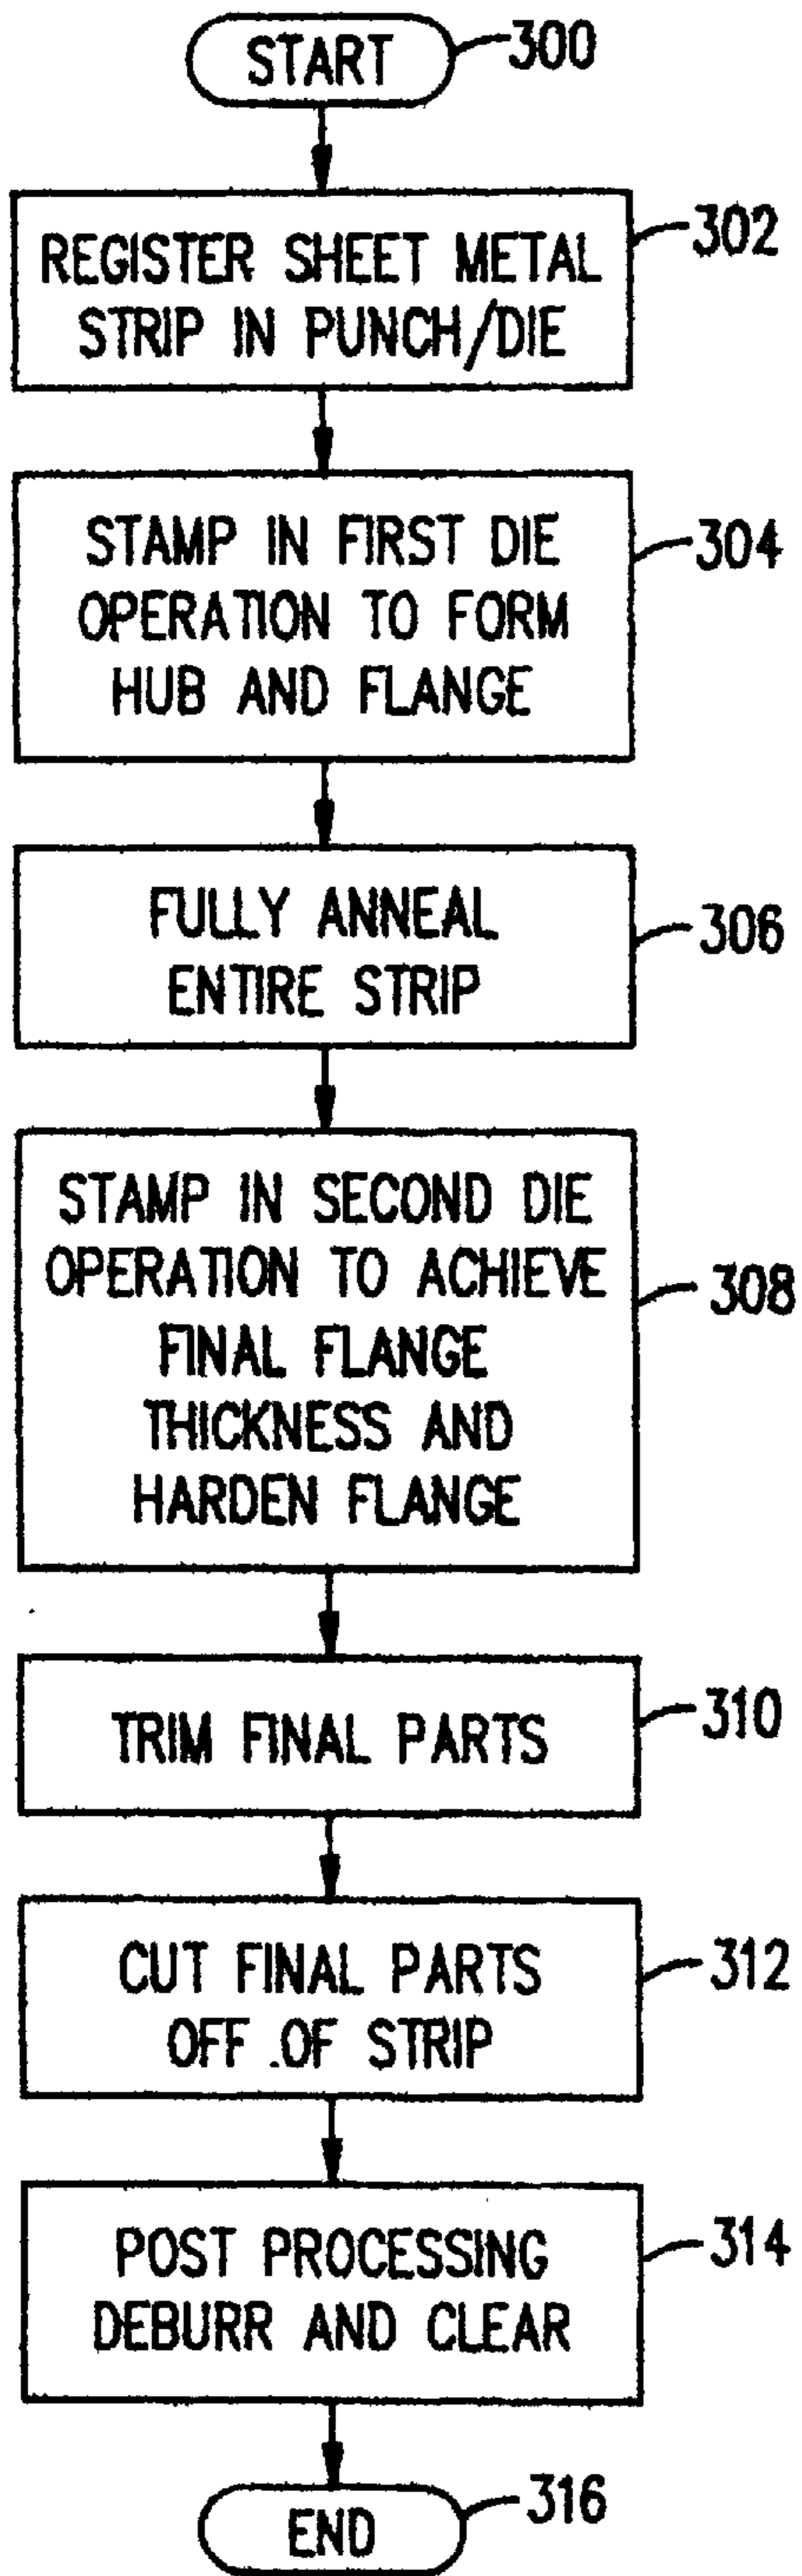 START
300
REGISTER SHEET METAL
STRIP IN PUNCH/DIE
302
STAMP IN FIRST DIE
OPERATION TO FORM
HUB AND FLANGE
304
FULLY ANNEAL
ENTIRE STRIP
306
STAMP IN SECOND DIE
OPERATION TO ACHIEVE
FINAL FLANGE
THICKNESS AND
HARDEN FLANGE
308
TRIM FINAL PARTS
310
CUT FINAL PARTS
OFF .OF STRIP
312
POST PROCESSING
DEBURR AND CLEAR
314
END
316